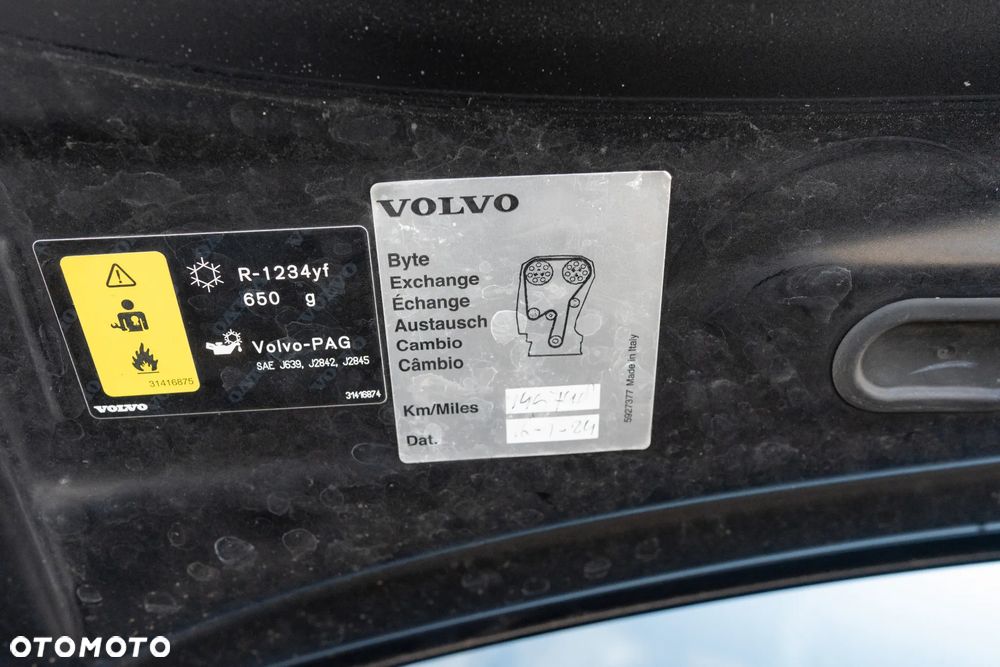 R-1234yf
650 g
Volvo-PAG
SAE J639, J2842, J2845
31416875
31416874
VOLVO
VOLVO
Byte
Exchange
Échange
Austausch
Cambio
Câmbio
Km/Miles
Dat.
5927377 Made in Italy
OTOMOTO